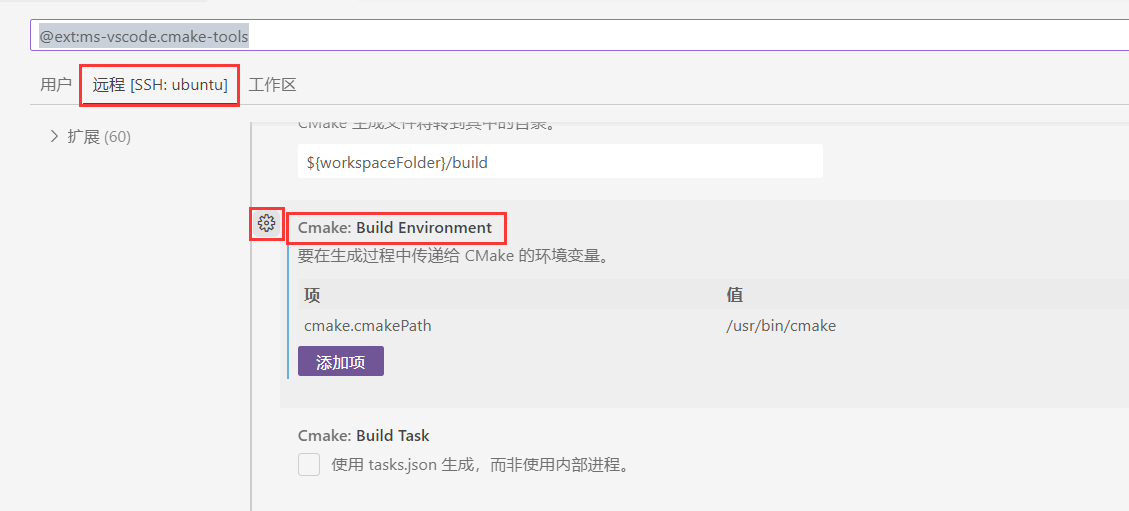 @ext:ms-vscode.cmake-tools
用户 远程 [SSH: ubuntu] 工作区
扩展 (60)
CMake 生成文件将转到其中的目录。
${workspaceFolder}/build
Cmake: Build Environment
要在生成过程中传递给 CMake 的环境变量。
项 值
cmake.cmakePath /usr/bin/cmake
添加项
Cmake: Build Task
使用 tasks.json 生成，而非使用内部进程。